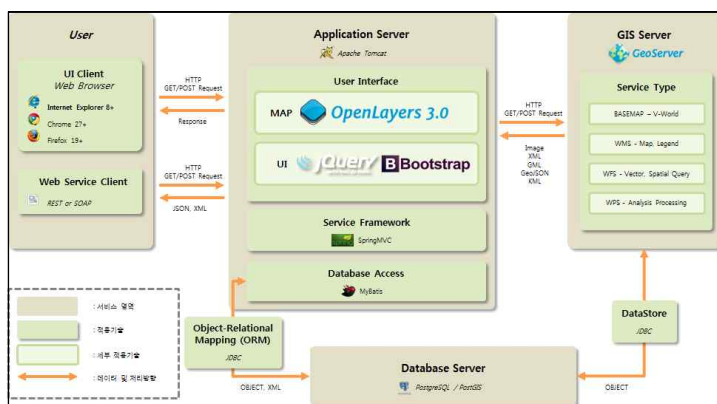 User
UI Client
Web Browser
Internet Explorer 8+
Chrome 27+
Firefox 19+
Web Service Client
REST or SOAP
HTTP
GET/POST Request
Response
HTTP
GET/POST Request
JSON, XML
Application Server
Apache Tomcat
User Interface
MAP OpenLayers 3.0
UI jQuery B Bootstrap
Service Framework
SpringMVC
Database Access
MyBatis
HTTP
GET/POST Request
Image
XML
GML
GeoJSON
XML
GIS Server
GeoServer
Service Type
BASEMAP – V-World
WMS - Map, Legend
WFS - Vector, Spatial Query
WPS - Analysis Processing
: 서비스 영역
: 적용기술
: 세부 적용기술
: 데이터 및 처리방향
Object-Relational
Mapping (ORM)
JDBC
OBJECT, XML
Database Server
PostgreSQL / PostGIS
DataStore
JDBC
OBJECT